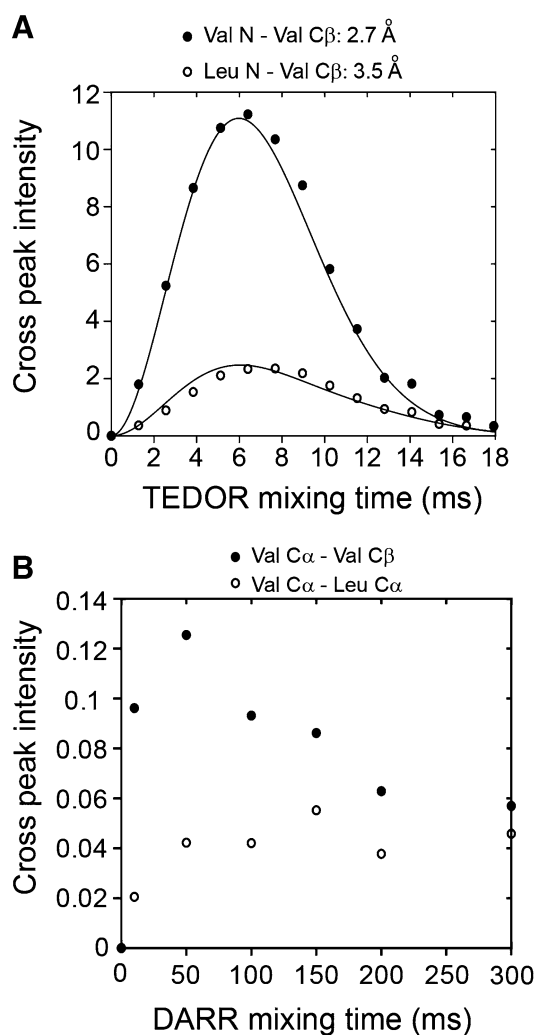 A
● Val N - Val Cβ: 2.7 Å
○ Leu N - Val Cβ: 3.5 Å
12
10
8
6
4
2
0
Cross peak intensity
0 2 4 6 8 10 12 14 16 18
TEDOR mixing time (ms)
B
● Val Cα - Val Cβ
○ Val Cα - Leu Cα
0.14
0.12
0.1
0.08
0.06
0.04
0.02
0
Cross peak intensity
0 50 100 150 200 250 300
DARR mixing time (ms)